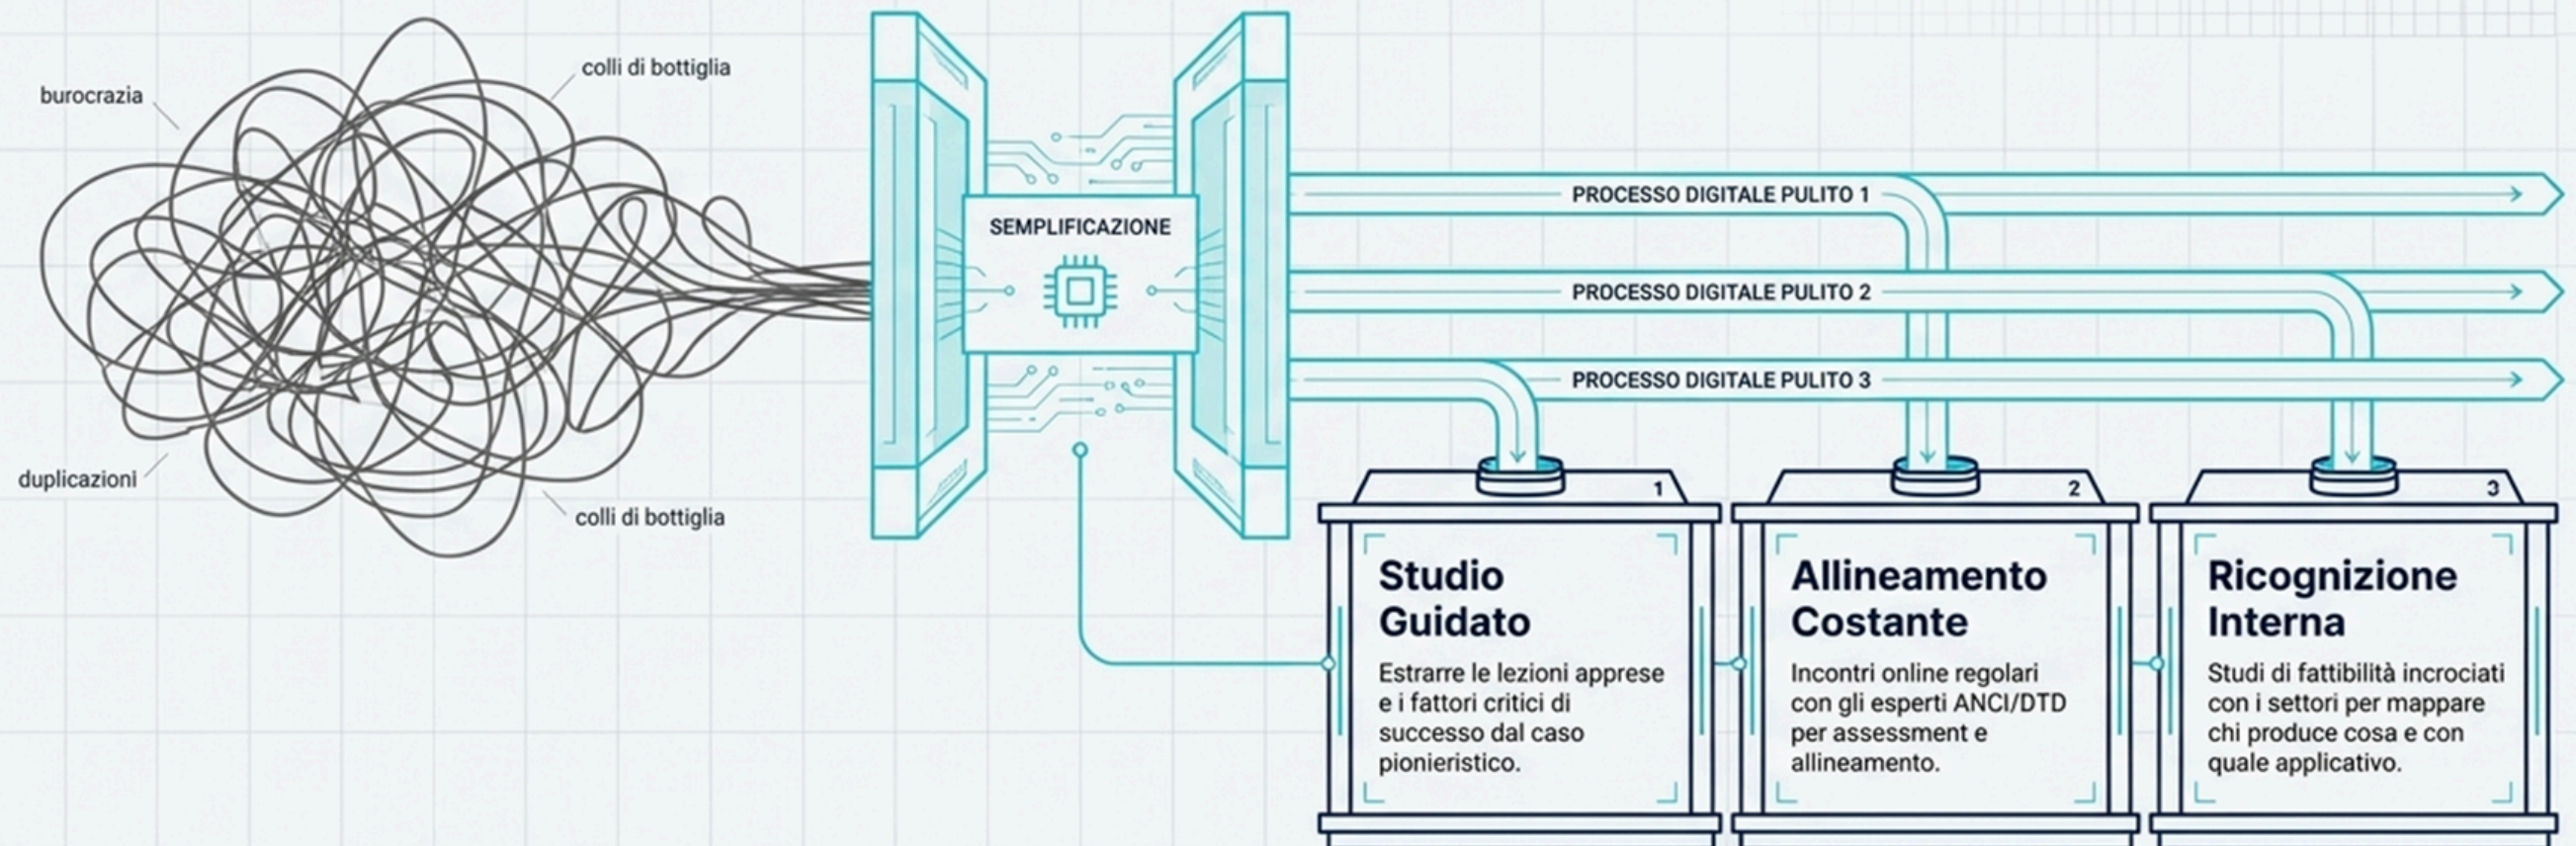 burocrazia
colli di bottiglia
duplicazioni
colli di bottiglia
SEMPLIFICAZIONE
PROCESSO DIGITALE PULITO 1
PROCESSO DIGITALE PULITO 2
PROCESSO DIGITALE PULITO 3
1
Studio
Guidato
Estrarre le lezioni apprese
e i fattori critici di
successo dal caso
pionieristico.
2
Allineamento
Costante
Incontri online regolari
con gli esperti ANCI/DTD
per assessment e
allineamento.
3
Ricognizione
Interna
Studi di fattibilità incrociati
con i settori per mappare
chi produce cosa e con
quale applicativo.